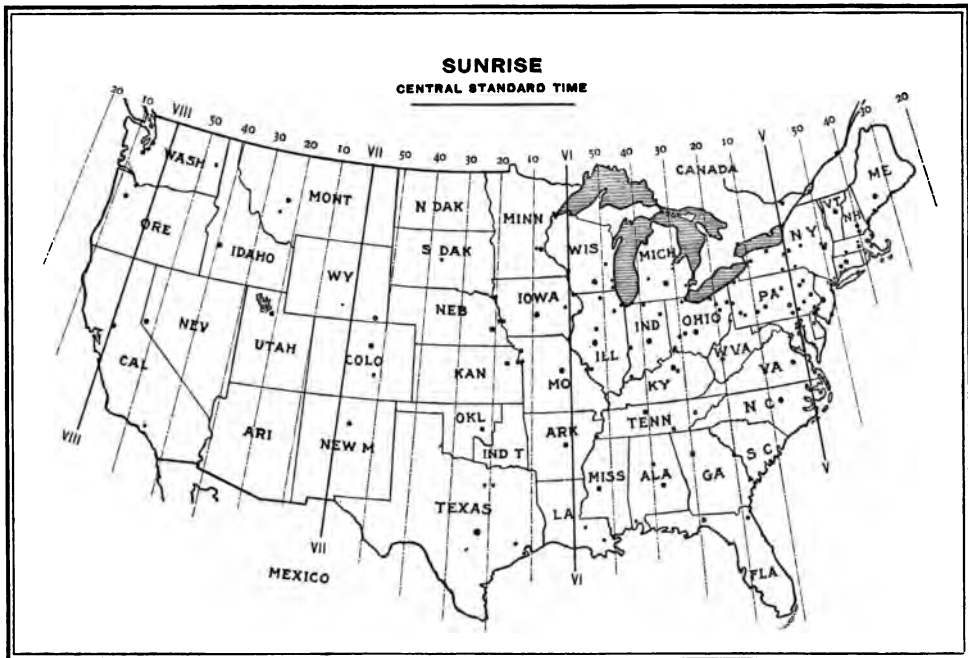 SUNRISE
CENTRAL STANDARD TIME
20 10 VIII 50 40 30 20 10 VII 50 40 30 20 10 VI 50 40 30 20 10 V 50 40 30 20
CANADA
WASH
MONT
N DAK
MINN
ME
VT
NH
ORE
IDAHO
S DAK
WIS
MICH
N Y
WY
IOWA
NEB
PA
NEV
UTAH
COLO
ILL
IND
OHIO
W VA
CAL
KAN
MO
KY
VA
ARI
NEW M
OKL
IND T
ARK
TENN
N C
S C
MISS
ALA
GA
TEXAS
LA
FLA
VIII
VII
VI
V
MEXICO